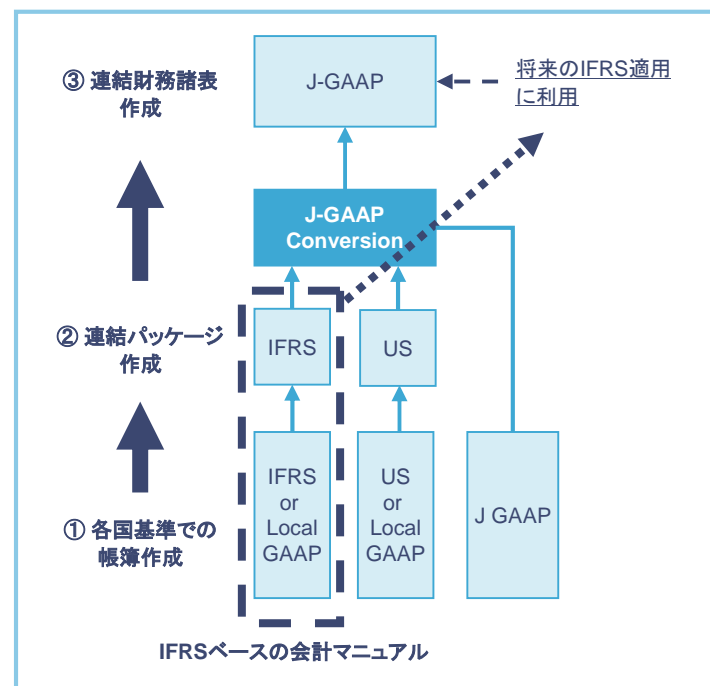 ③ 連結財務諸表
作成
J-GAAP
将来のIFRS適用
に利用
J-GAAP
Conversion
② 連結パッケージ
作成
IFRS
US
① 各国基準での
帳簿作成
IFRS
or
Local
GAAP
US
or
Local
GAAP
J GAAP
IFRSベースの会計マニュアル